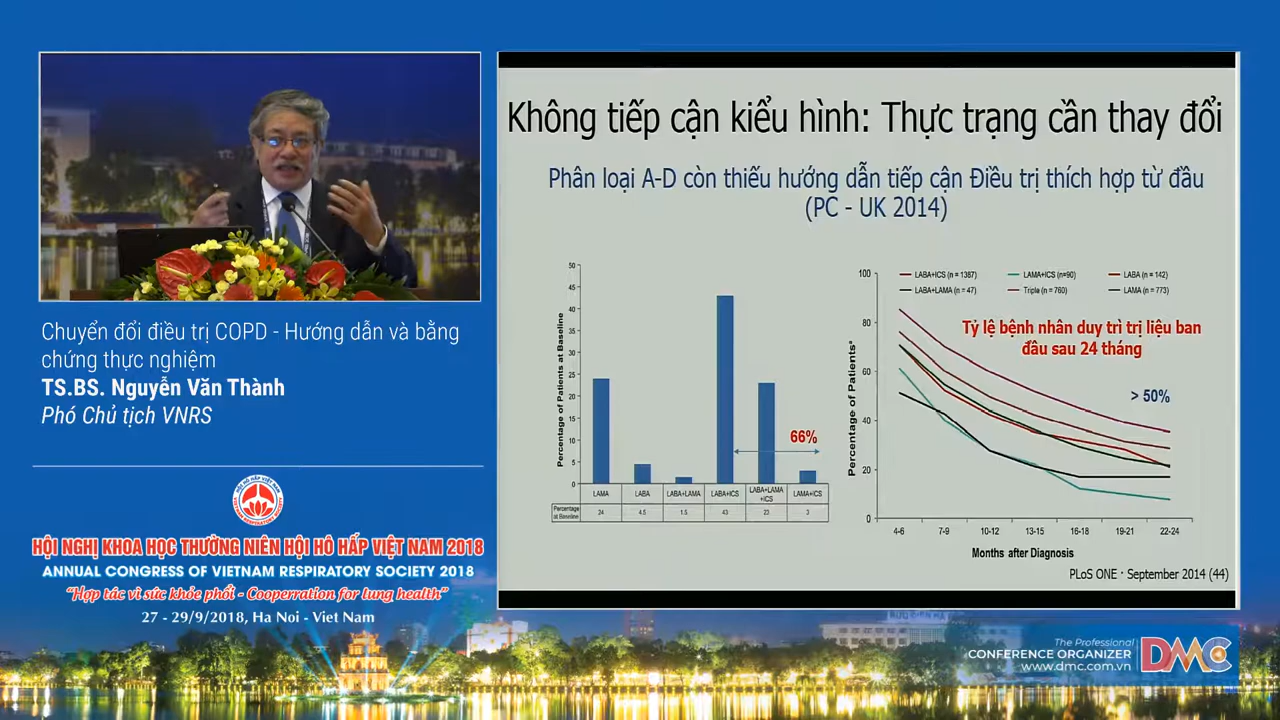 Chuyển đổi điều trị COPD - Hướng dẫn và bằng
chứng thực nghiệm
TS.BS. Nguyễn Văn Thành
Phó Chủ tịch VNRS
HỘI HÔ HẤP VIỆT NAM
VIETNAM RESPIRATORY SOCIETY
HỘI NGHỊ KHOA HỌC THƯỜNG NIÊN HỘI HÔ HẤP VIỆT NAM 2018
ANNUAL CONGRESS OF VIETNAM RESPIRATORY SOCIETY 2018
"Hợp tác vì sức khỏe phổi - Cooperration for lung health"
27 - 29/9/2018, Ha Noi - Viet Nam
Không tiếp cận kiểu hình: Thực trạng cần thay đổi
Phân loại A-D còn thiếu hướng dẫn tiếp cận Điều trị thích hợp từ đầu
(PC - UK 2014)
Percentage of Patients at Baseline
50
45
40
35
30
25
20
15
10
5
0
66%
LAMA LABA LABA+LAMA LABA+ICS LABA+LAMA +ICS LAMA+ICS
Percentage at Baseline 24 4.5 1.5 43 23 3
LABA+ICS (n = 1387) LAMA+ICS (n=90) LABA (n = 142)
LABA+LAMA (n = 47) Triple (n = 760) LAMA (n = 773)
Tỷ lệ bệnh nhân duy trì trị liệu ban
đầu sau 24 tháng
> 50%
Percentage of Patients*
100
80
60
40
20
0
4-6 7-9 10-12 13-15 16-18 19-21 22-24
Months after Diagnosis
PLoS ONE · September 2014 (44)
The Professional
CONFERENCE ORGANIZER
www.dmc.com.vn
DMC